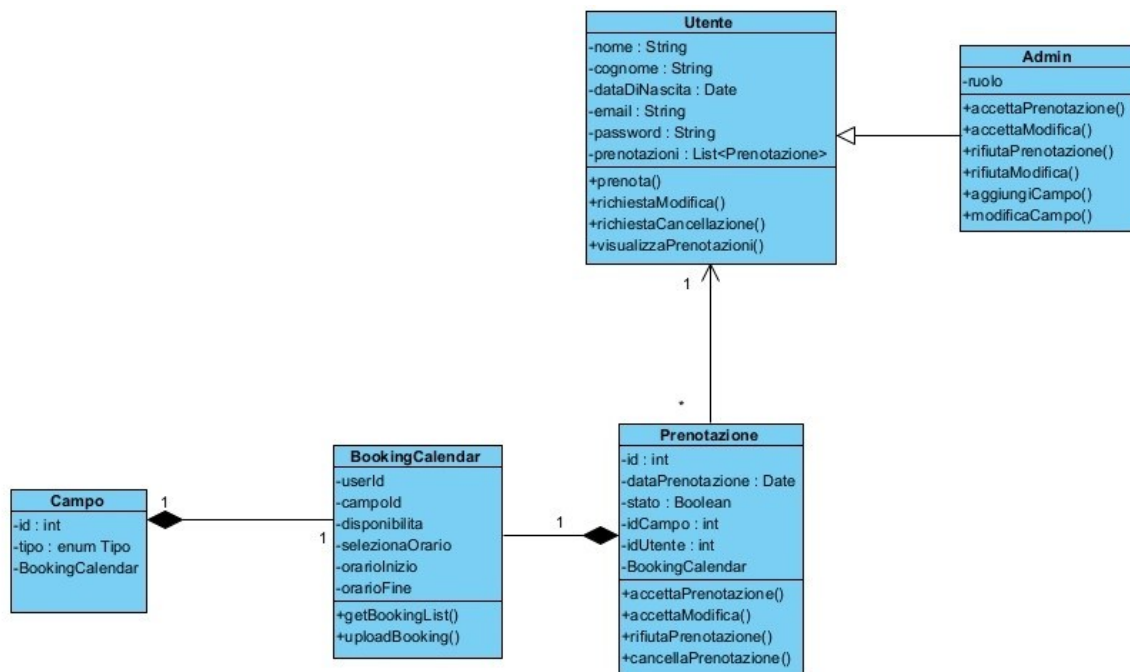 Utente
-nome : String
-cognome : String
-dataDiNascita : Date
-email : String
-password : String
-prenotazioni : List<Prenotazione>
+prenota()
+richiestaModifica()
+richiestaCancellazione()
+visualizzaPrenotazioni()
Admin
-ruolo
+accettaPrenotazione()
+accettaModifica()
+rifiutaPrenotazione()
+rifiutaModifica()
+aggiungiCampo()
+modificaCampo()
1
*
Campo
-id : int
-tipo : enum Tipo
-BookingCalendar
1
1
BookingCalendar
-userId
-campoId
-disponibilita
-selezionaOrario
-orarioInizio
-orarioFine
+getBookingList()
+uploadBooking()
1
Prenotazione
-id : int
-dataPrenotazione : Date
-stato : Boolean
-idCampo : int
-idUtente : int
-BookingCalendar
+accettaPrenotazione()
+accettaModifica()
+rifiutaPrenotazione()
+cancellaPrenotazione()